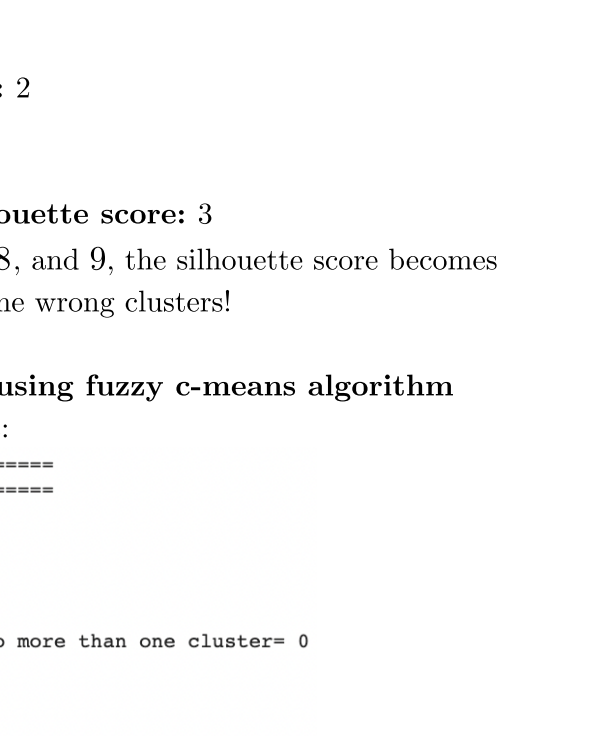 : 2
ouette score: 3
8, and 9, the silhouette score becomes
he wrong clusters!
using fuzzy c-means algorithm
:
=====
=====
o more than one cluster= 0